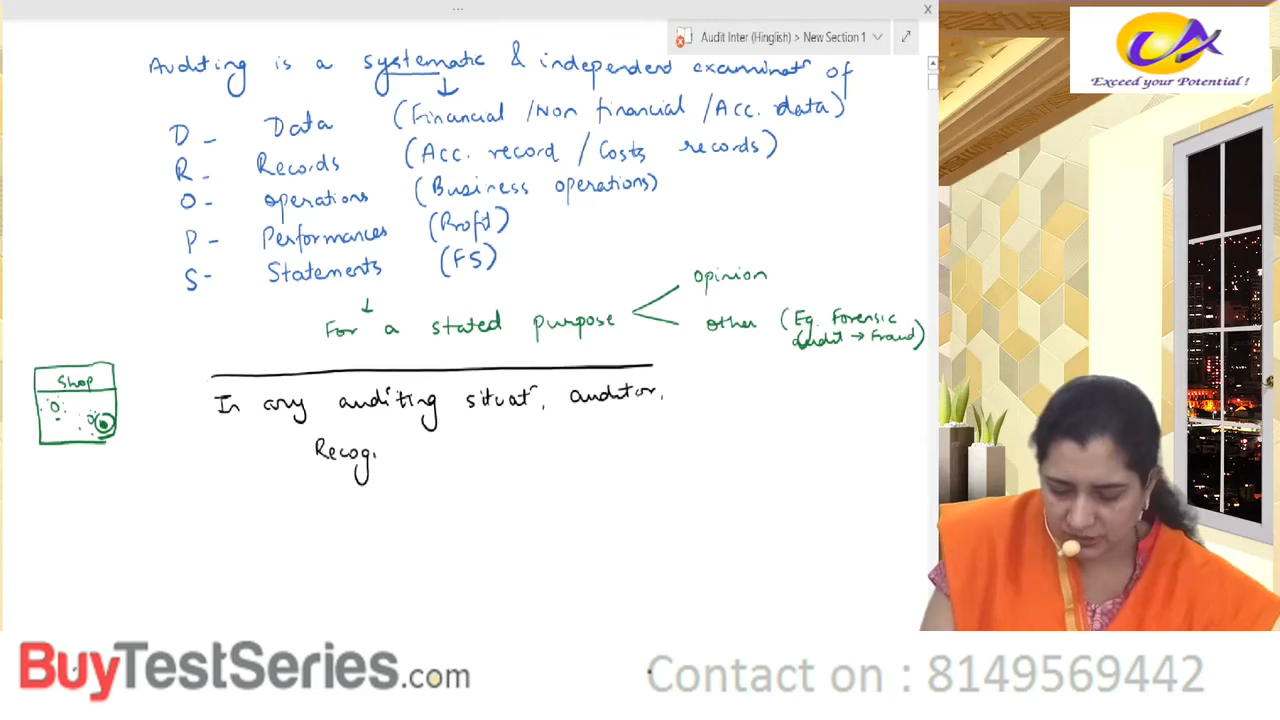 Audit Inter (Hinglish) > New Section 1
Exceed your Potential !
Auditing is a systematic & independent examinatn of
D - Data (Financial /Non financial /Acc. data)
R - Records (Acc. record / Costs records)
O - Operations (Business operations)
P - Performances (Profit)
S - Statements (FS)
For a stated purpose
Opinion
other (Eg. Forensic Audit → Fraud)
Shop
In any auditing situatn, auditor,
Recog
BuyTestSeries.com
Contact on : 8149569442